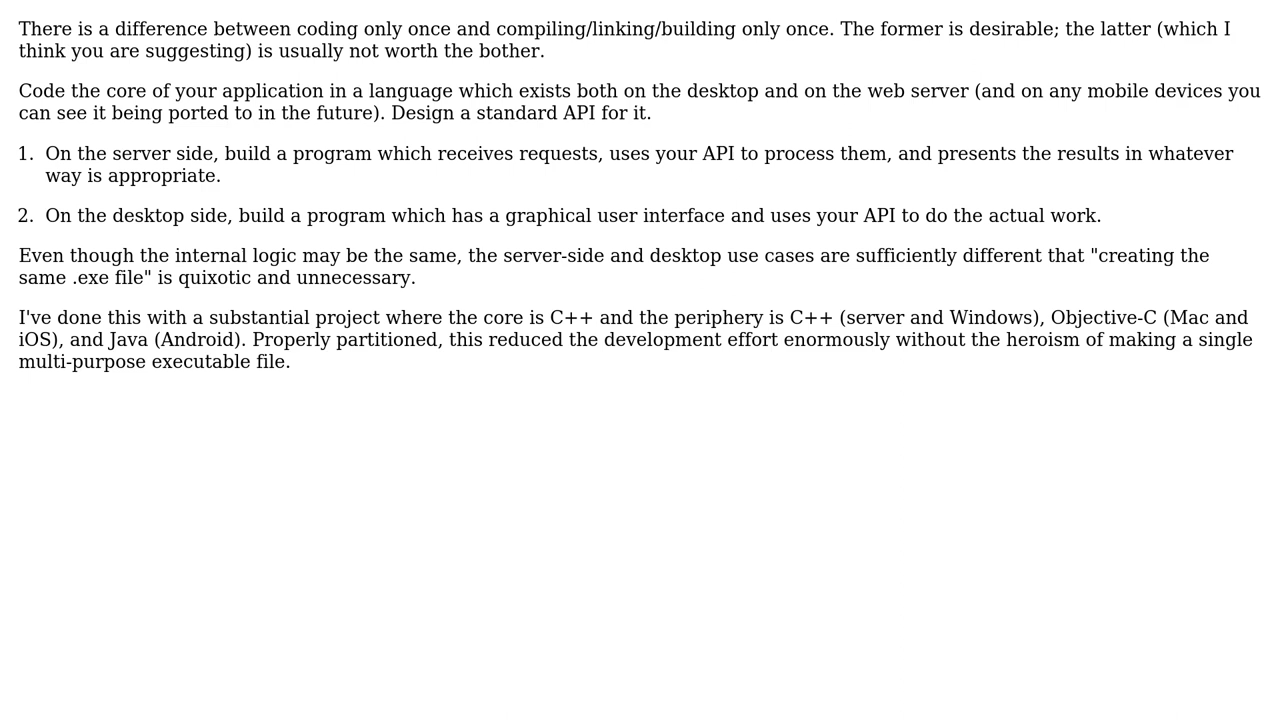 There is a difference between coding only once and compiling/linking/building only once. The former is desirable; the latter (which I
think you are suggesting) is usually not worth the bother.
Code the core of your application in a language which exists both on the desktop and on the web server (and on any mobile devices you
can see it being ported to in the future). Design a standard API for it.
1. On the server side, build a program which receives requests, uses your API to process them, and presents the results in whatever
way is appropriate.
2. On the desktop side, build a program which has a graphical user interface and uses your API to do the actual work.
Even though the internal logic may be the same, the server-side and desktop use cases are sufficiently different that "creating the
same .exe file" is quixotic and unnecessary.
I've done this with a substantial project where the core is C++ and the periphery is C++ (server and Windows), Objective-C (Mac and
iOS), and Java (Android). Properly partitioned, this reduced the development effort enormously without the heroism of making a single
multi-purpose executable file.